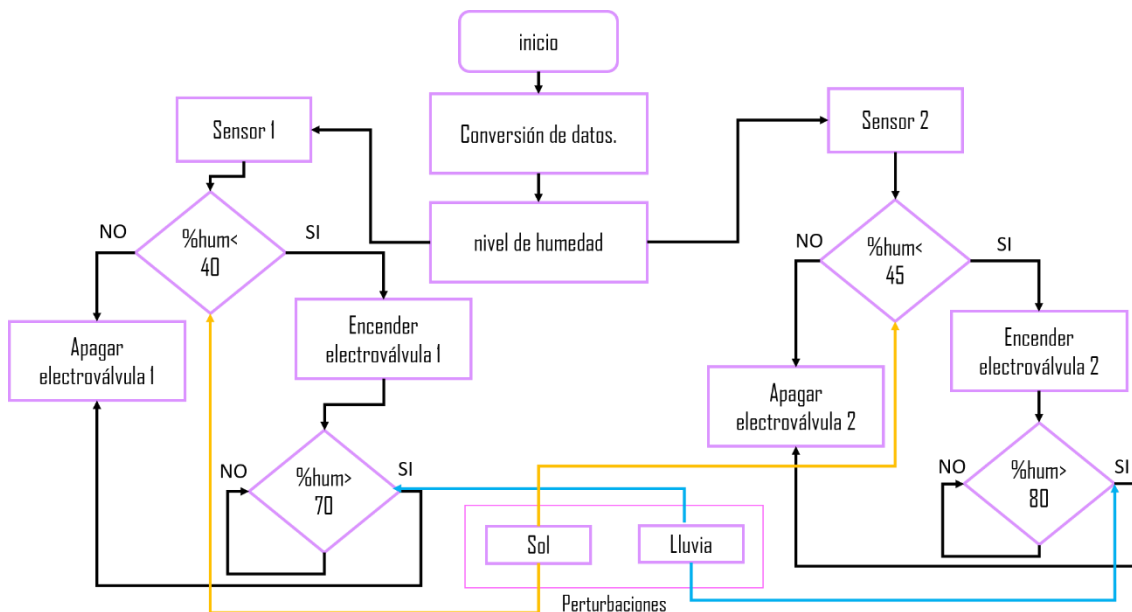 inicio
Conversión de datos.
nivel de humedad
Sensor 1
%hum<
40
NO
SI
Apagar
electroválvula 1
Encender
electroválvula 1
%hum>
70
NO
SI
Sensor 2
%hum<
45
NO
SI
Apagar
electroválvula 2
Encender
electroválvula 2
%hum>
80
NO
SI
Sol
Lluvia
Perturbaciones